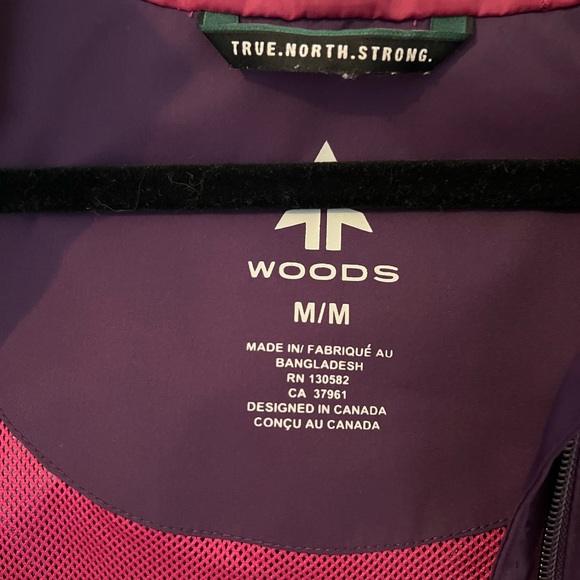 TRUE.NORTH.STRONG.
WOODS
M/M
MADE IN/ FABRIQUÉ AU
BANGLADESH
RN 130582
CA 37961
DESIGNED IN CANADA
CONÇU AU CANADA